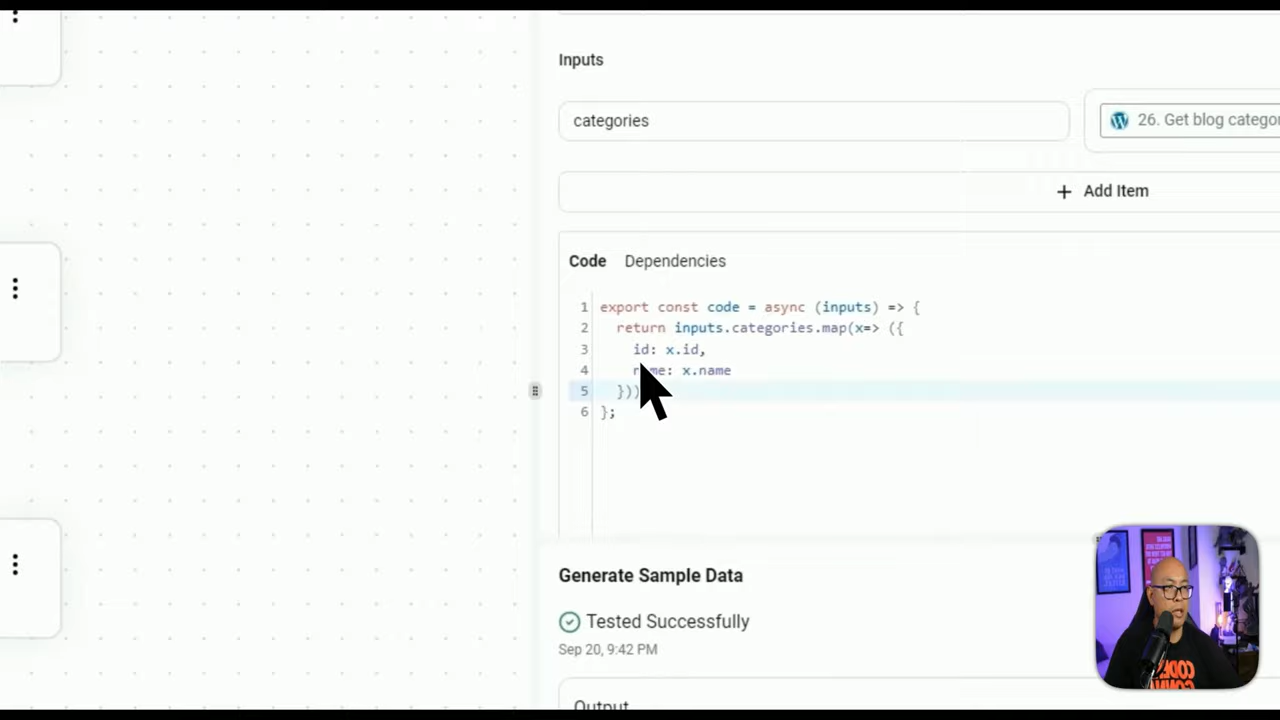 Inputs
categories
26. Get blog categor
+ Add Item
Code Dependencies
1 export const code = async (inputs) => {
2 return inputs.categories.map(x=> ({
3 id: x.id,
4 name: x.name
5 }))
6 };
Generate Sample Data
Tested Successfully
Sep 20, 9:42 PM
Output